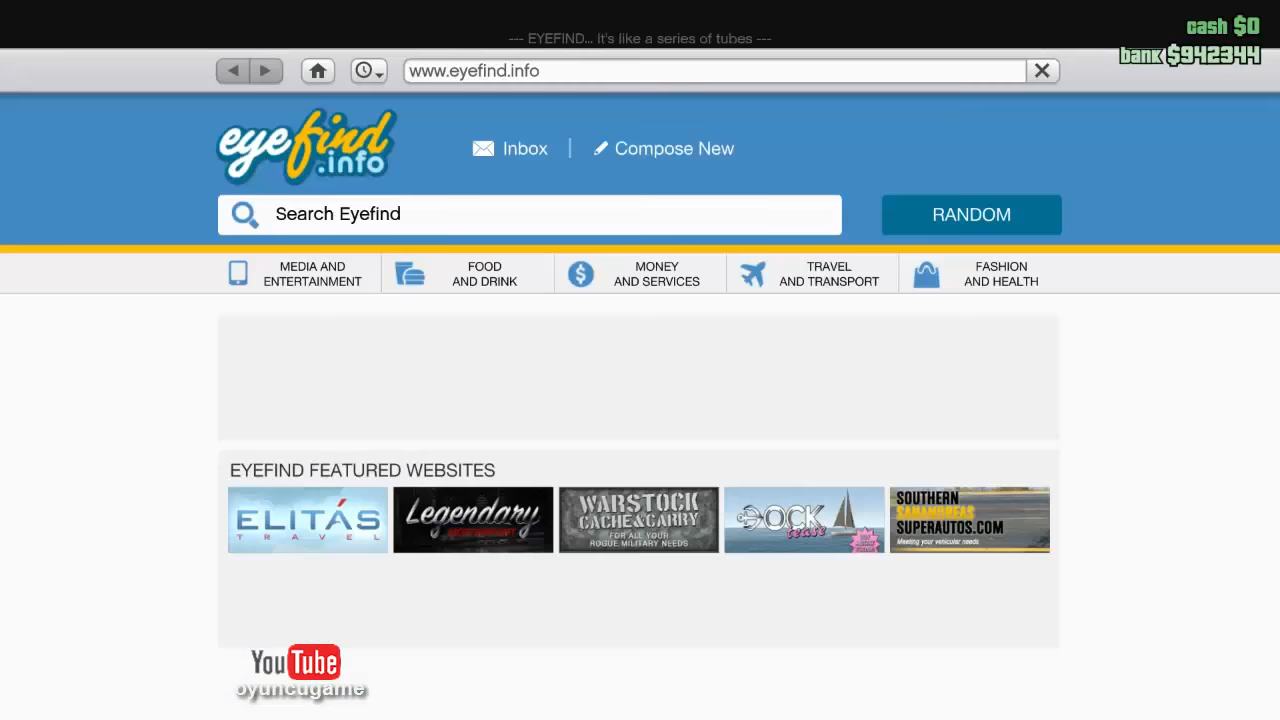 cash $0
--- EYEFIND... It's like a series of tubes ---
bank $942344
www.eyefind.info
eyefind
.info
Inbox
Compose New
Search Eyefind
RANDOM
MEDIA AND
ENTERTAINMENT
FOOD
AND DRINK
MONEY
AND SERVICES
TRAVEL
AND TRANSPORT
FASHION
AND HEALTH
EYEFIND FEATURED WEBSITES
ELITÁS
TRAVEL
Legendary
WARSTOCK
CACHE&CARRY
FOR ALL YOUR
ROGUE MILITARY NEEDS
DOCK
tease
SOUTHERN
SAN ANDREAS
SUPERAUTOS.COM
Meeting your vehicular needs
YouTube
oyuncugame